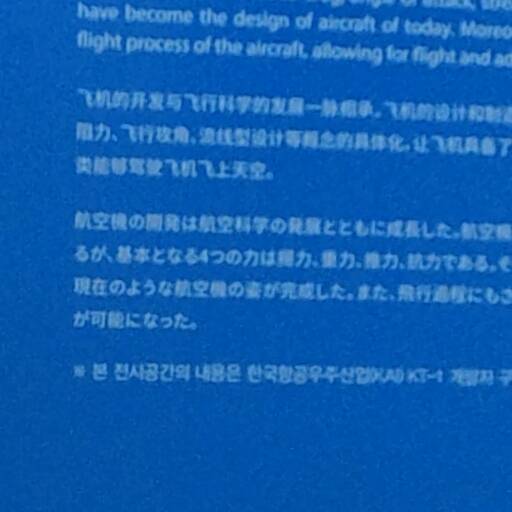 have become the design of aircraft of today. Moreo
flight process of the aircraft, allowing for flight and ad
飞机的开发与飞行科学的发展一脉相承。飞机的设计和制造
阻力、飞行攻角、流线型设计等概念的具体化，让飞机具备了
类能够驾驶飞机飞上天空。
航空機の開発は航空科学の発展とともに成長した。航空機
るが、基本となる4つの力は揚力、重力、推力、抗力である。そ
現在のような航空機の姿が完成した。また、飛行過程にもさ
が可能になった。
※ 본 전시공간의 내용은 한국항공우주산업(KAI) KT-1 개발자 구